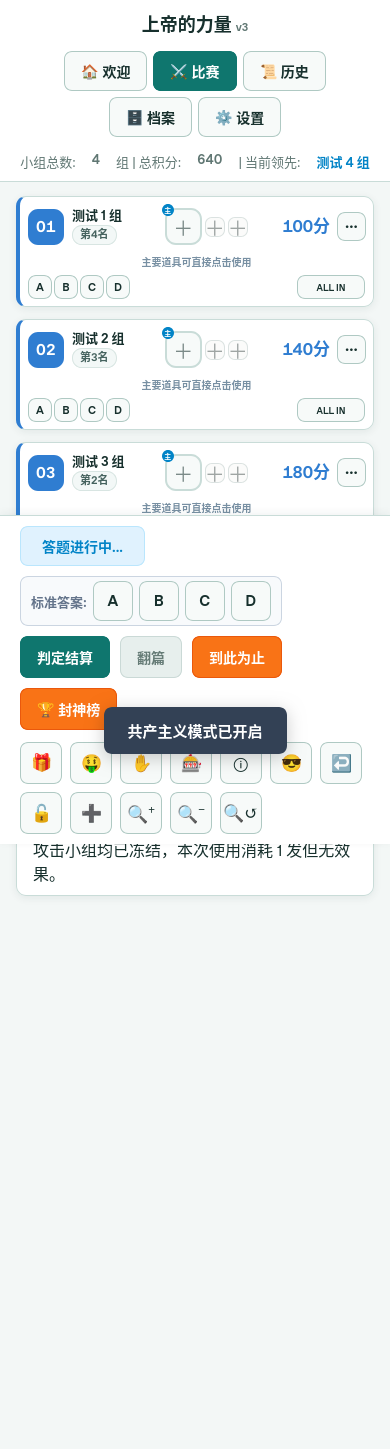 上帝的力量 v3
🏠 欢迎
⚔️ 比赛
📜 历史
🗄️ 档案
⚙️ 设置
小组总数: 4 组 | 总积分: 640 | 当前领先: 测试 4 组
01
测试 1 组
第4名
主
100分
···
主要道具可直接点击使用
A B C D
ALL IN
02
测试 2 组
第3名
主
140分
···
主要道具可直接点击使用
A B C D
ALL IN
03
测试 3 组
第2名
主
180分
···
主要道具可直接点击使用
答题进行中...
标准答案: A B C D
判定结算
翻篇
到此为止
🏆 封神榜
共产主义模式已开启
攻击小组均已冻结，本次使用消耗 1 发但无效
果。